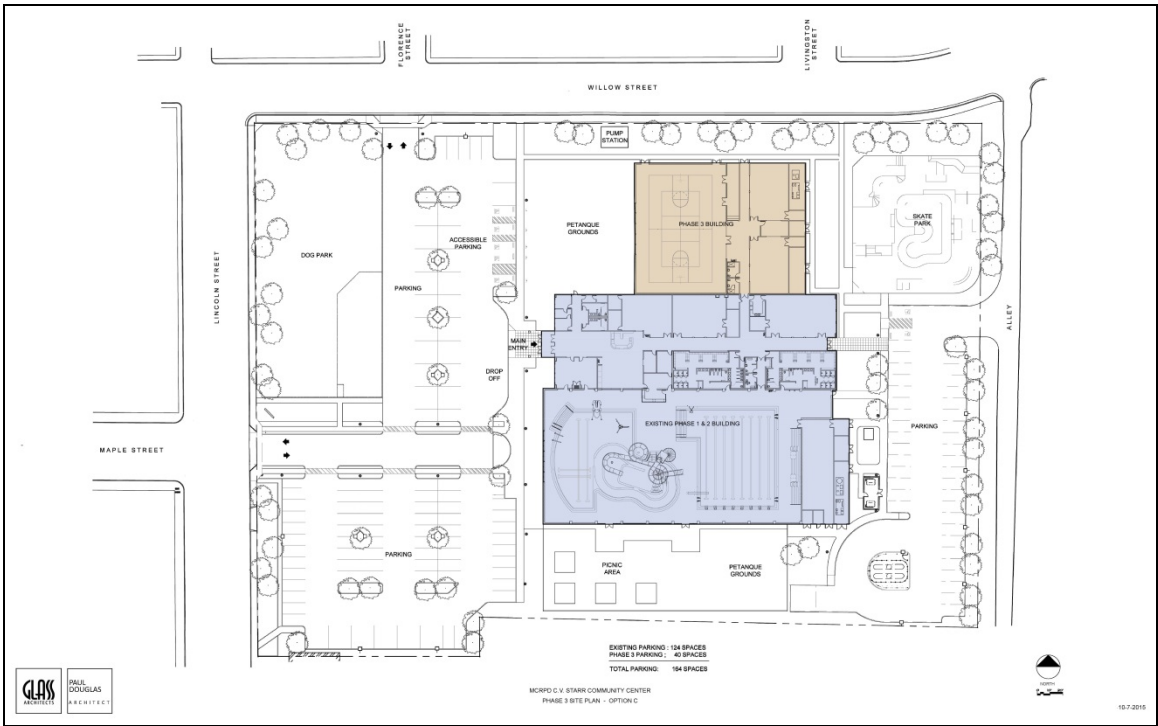 FLORENCE
STREET
LIVINGSTON
STREET
WILLOW STREET
PUMP
STATION
PETANQUE
GROUNDS
PHASE 3 BUILDING
SKATE
PARK
ACCESSIBLE
PARKING
DOG PARK
PARKING
LINCOLN STREET
ALLEY
MAIN
ENTRY
DROP
OFF
EXISTING PHASE 1 & 2 BUILDING
PARKING
MAPLE STREET
PARKING
PICNIC
AREA
PETANQUE
GROUNDS
EXISTING PARKING : 124 SPACES
PHASE 3 PARKING ; 40 SPACES
TOTAL PARKING: 164 SPACES
GLASS
ARCHITECTS
PAUL
DOUGLAS
ARCHITECT
MCRPD C.V. STARR COMMUNITY CENTER
PHASE 3 SITE PLAN - OPTION C
NORTH
10-7-2015